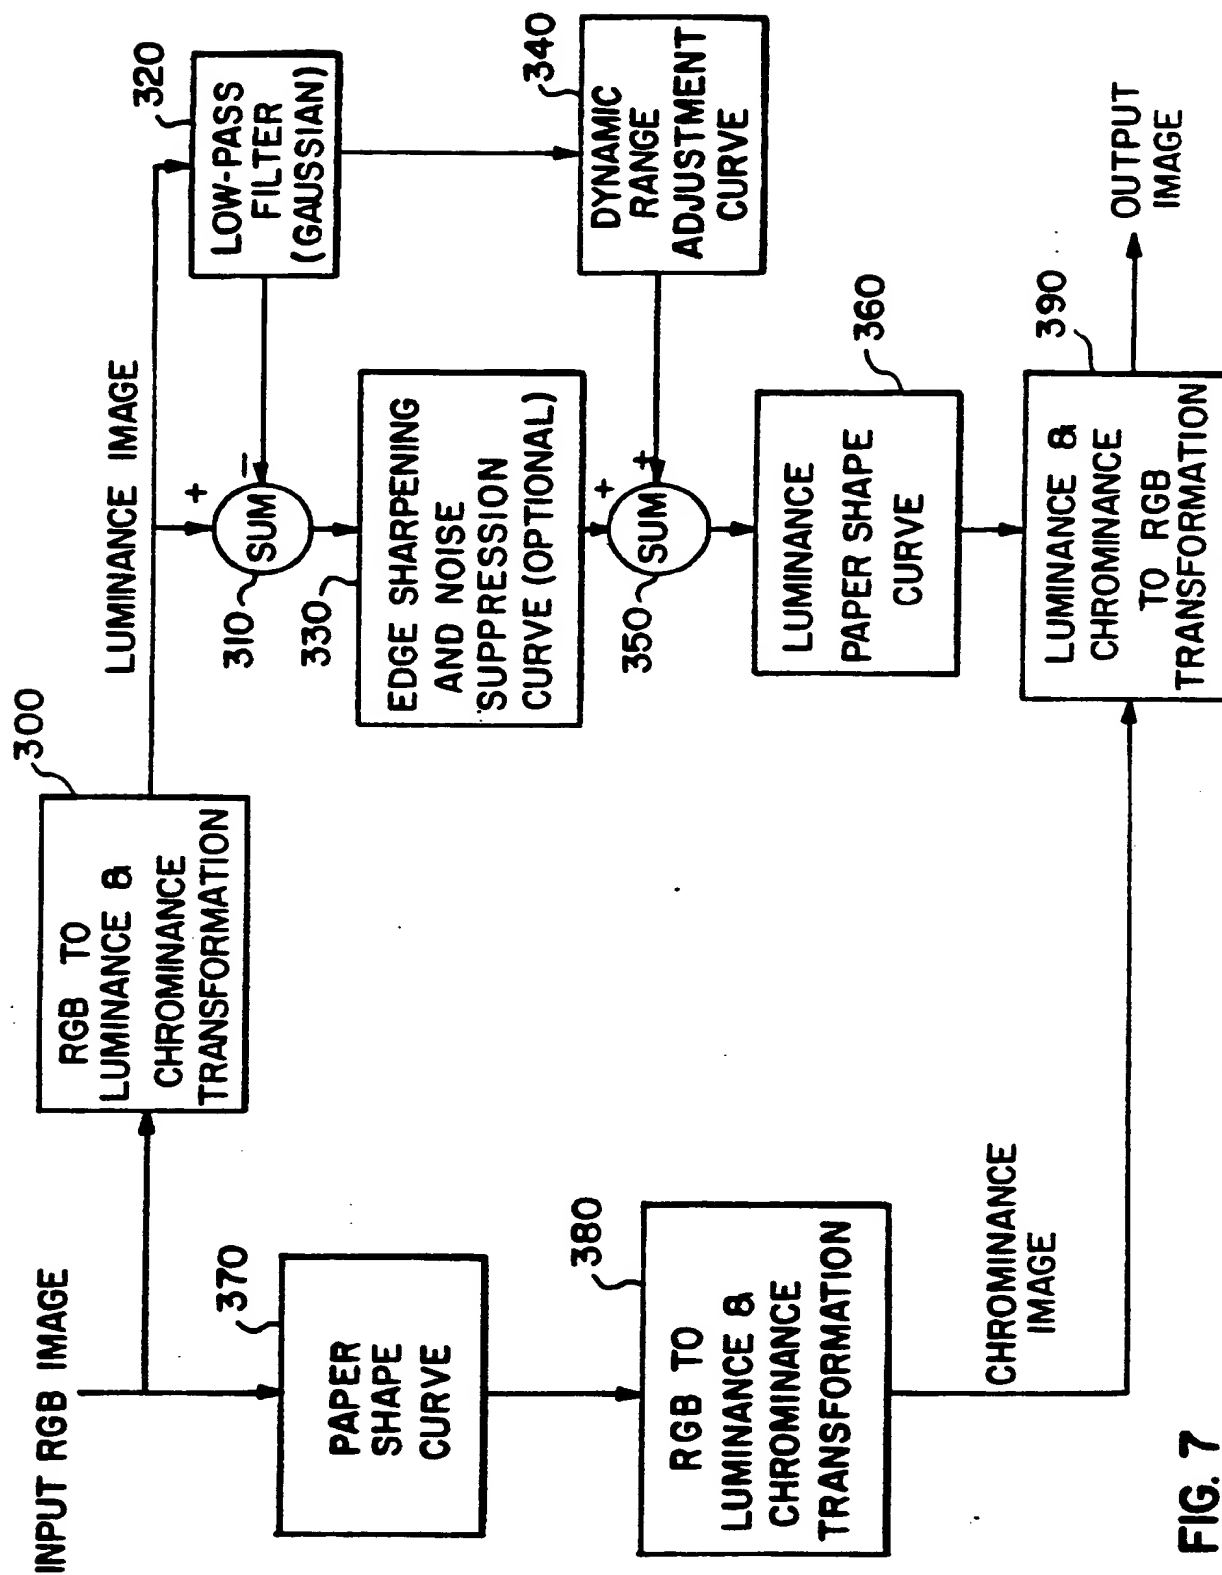 INPUT RGB IMAGE
300
RGB TO
LUMINANCE &
CHROMINANCE
TRANSFORMATION
LUMINANCE IMAGE
320
LOW-PASS
FILTER
(GAUSSIAN)
+
−
SUM
310
330
EDGE SHARPENING
AND NOISE
SUPPRESSION
CURVE (OPTIONAL)
340
DYNAMIC
RANGE
ADJUSTMENT
CURVE
+
+
SUM
350
360
LUMINANCE
PAPER SHAPE
CURVE
370
PAPER
SHAPE
CURVE
380
RGB TO
LUMINANCE &
CHROMINANCE
TRANSFORMATION
CHROMINANCE
IMAGE
390
LUMINANCE &
CHROMINANCE
TO RGB
TRANSFORMATION
OUTPUT
IMAGE
FIG. 7